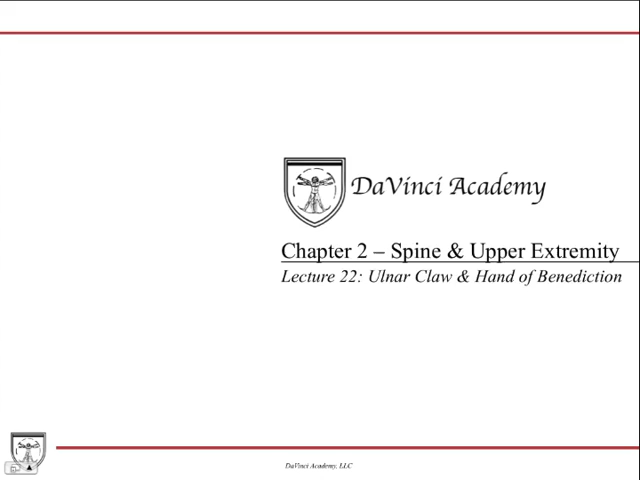 DaVinci Academy
Chapter 2 – Spine & Upper Extremity
Lecture 22: Ulnar Claw & Hand of Benediction
DaVinci Academy, LLC